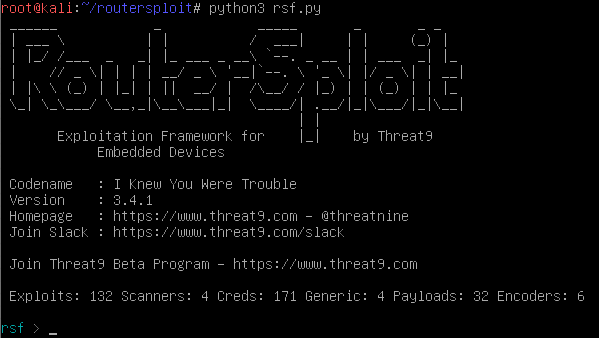 root@kali:~/routersploit# python3 rsf.py
RouterSploit
Exploitation Framework for by Threat9
Embedded Devices
Codename : I Knew You Were Trouble
Version : 3.4.1
Homepage : https://www.threat9.com - @threatnine
Join Slack : https://www.threat9.com/slack
Join Threat9 Beta Program - https://www.threat9.com
Exploits: 132 Scanners: 4 Creds: 171 Generic: 4 Payloads: 32 Encoders: 6
rsf > _